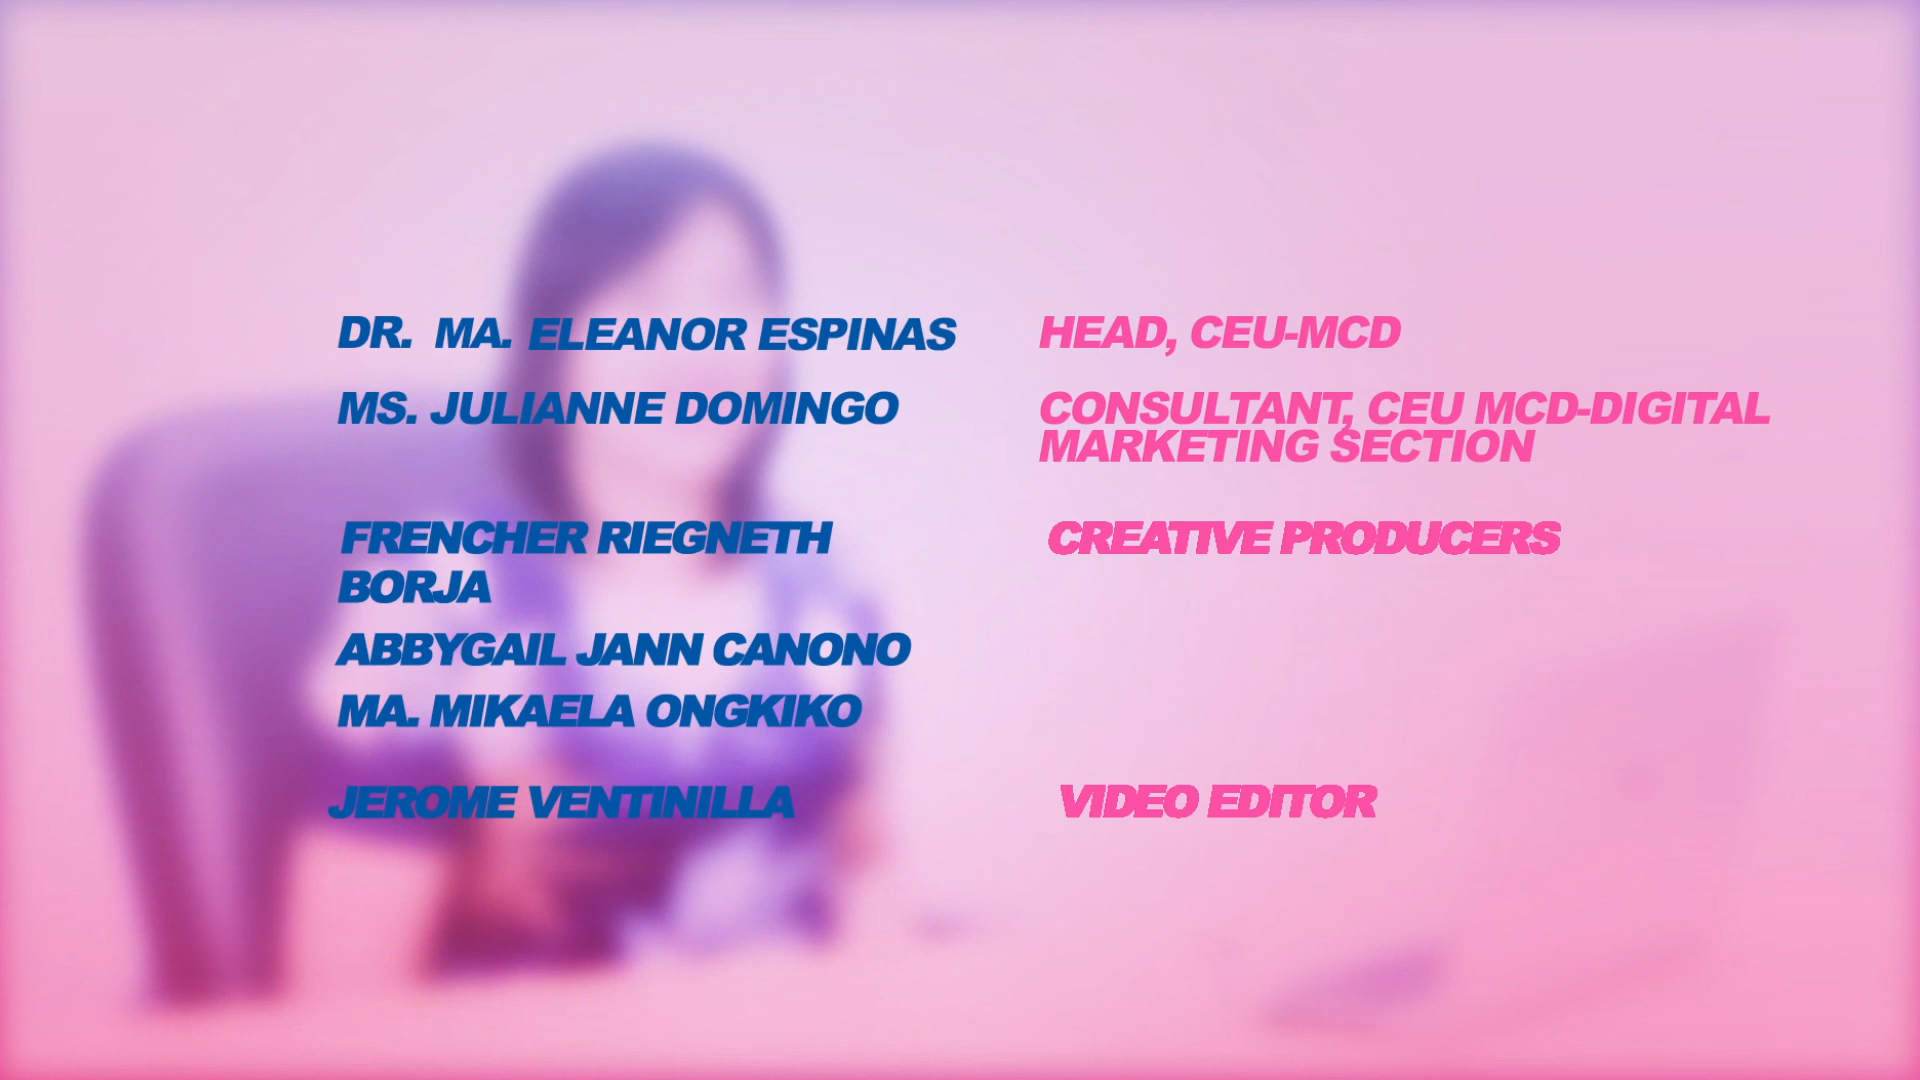 DR. MA. ELEANOR ESPINAS HEAD, CEU-MCD
MS. JULIANNE DOMINGO CONSULTANT, CEU MCD-DIGITAL
MARKETING SECTION
FRENCHER RIEGNETH CREATIVE PRODUCERS
BORJA
ABBYGAIL JANN CANONO
MA. MIKAELA ONGKIKO
JEROME VENTINILLA VIDEO EDITOR